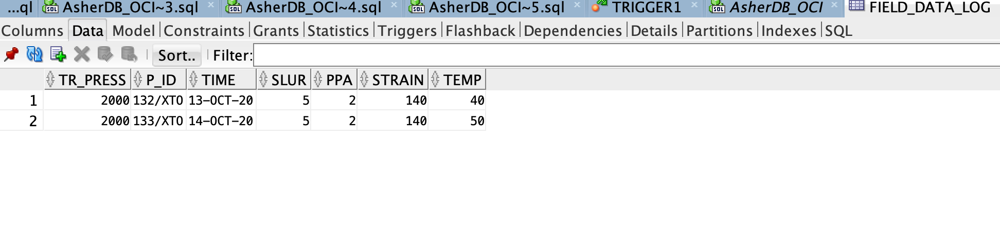 ...ql AsherDB_OCI~3.sql AsherDB_OCI~4.sql AsherDB_OCI~5.sql TRIGGER1 AsherDB_OCI FIELD_DATA_LOG
Columns Data Model Constraints Grants Statistics Triggers Flashback Dependencies Details Partitions Indexes SQL
Sort.. Filter:
TR_PRESS P_ID TIME SLUR PPA STRAIN TEMP
1 2000 132/XTO 13-OCT-20 5 2 140 40
2 2000 133/XTO 14-OCT-20 5 2 140 50